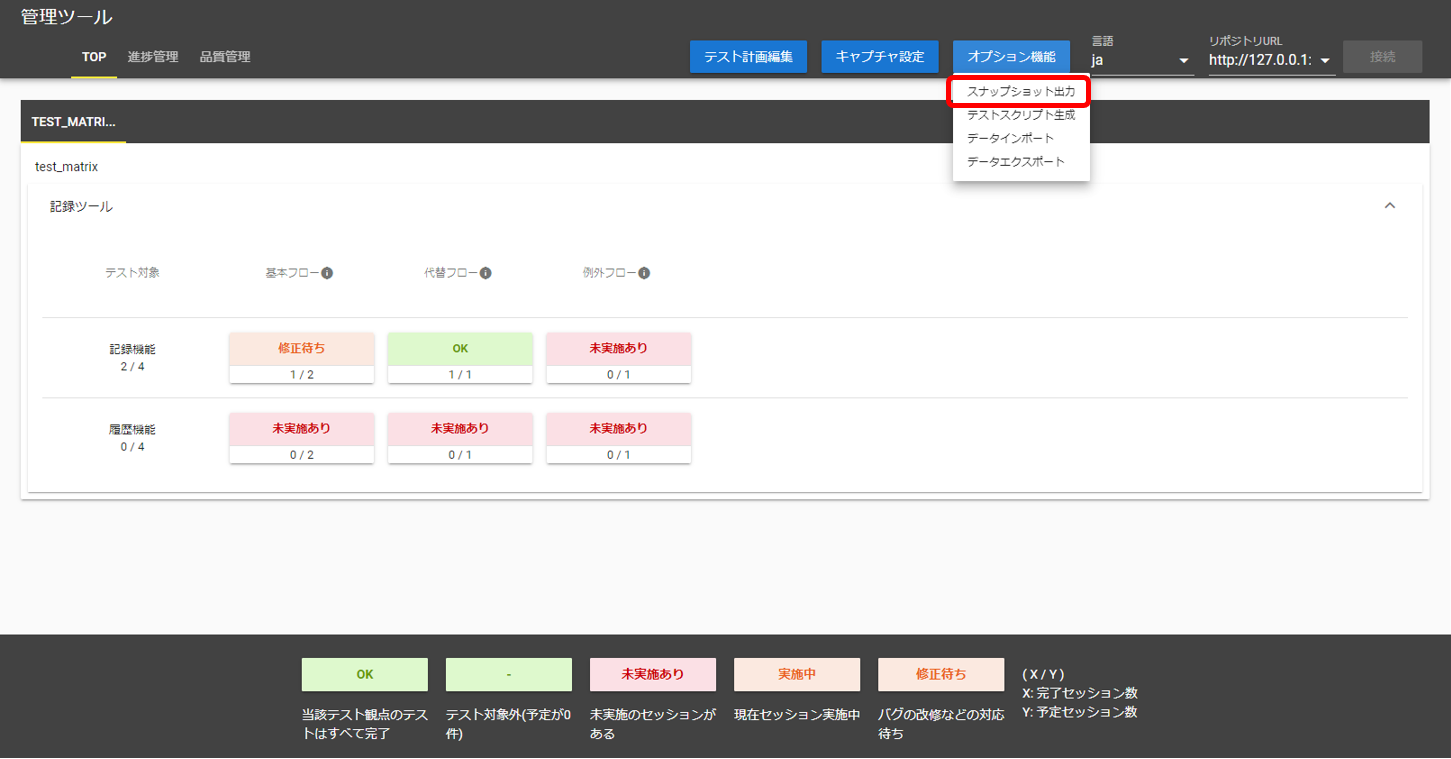 管理ツール
TOP 進捗管理 品質管理
テスト計画編集 キャプチャ設定 オプション機能
言語
ja
リポジトリURL
http://127.0.0.1:
接続
スナップショット出力
テストスクリプト生成
データインポート
データエクスポート
TEST_MATRI...
test_matrix
記録ツール
テスト対象 基本フロー 代替フロー 例外フロー
記録機能
2 / 4
修正待ち
1 / 2
OK
1 / 1
未実施あり
0 / 1
履歴機能
0 / 4
未実施あり
0 / 2
未実施あり
0 / 1
未実施あり
0 / 1
OK
当該テスト観点のテス
トはすべて完了
-
テスト対象外(予定が0
件)
未実施あり
未実施のセッションが
ある
実施中
現在セッション実施中
修正待ち
バグの改修などの対応
待ち
( X / Y )
X: 完了セッション数
Y: 予定セッション数